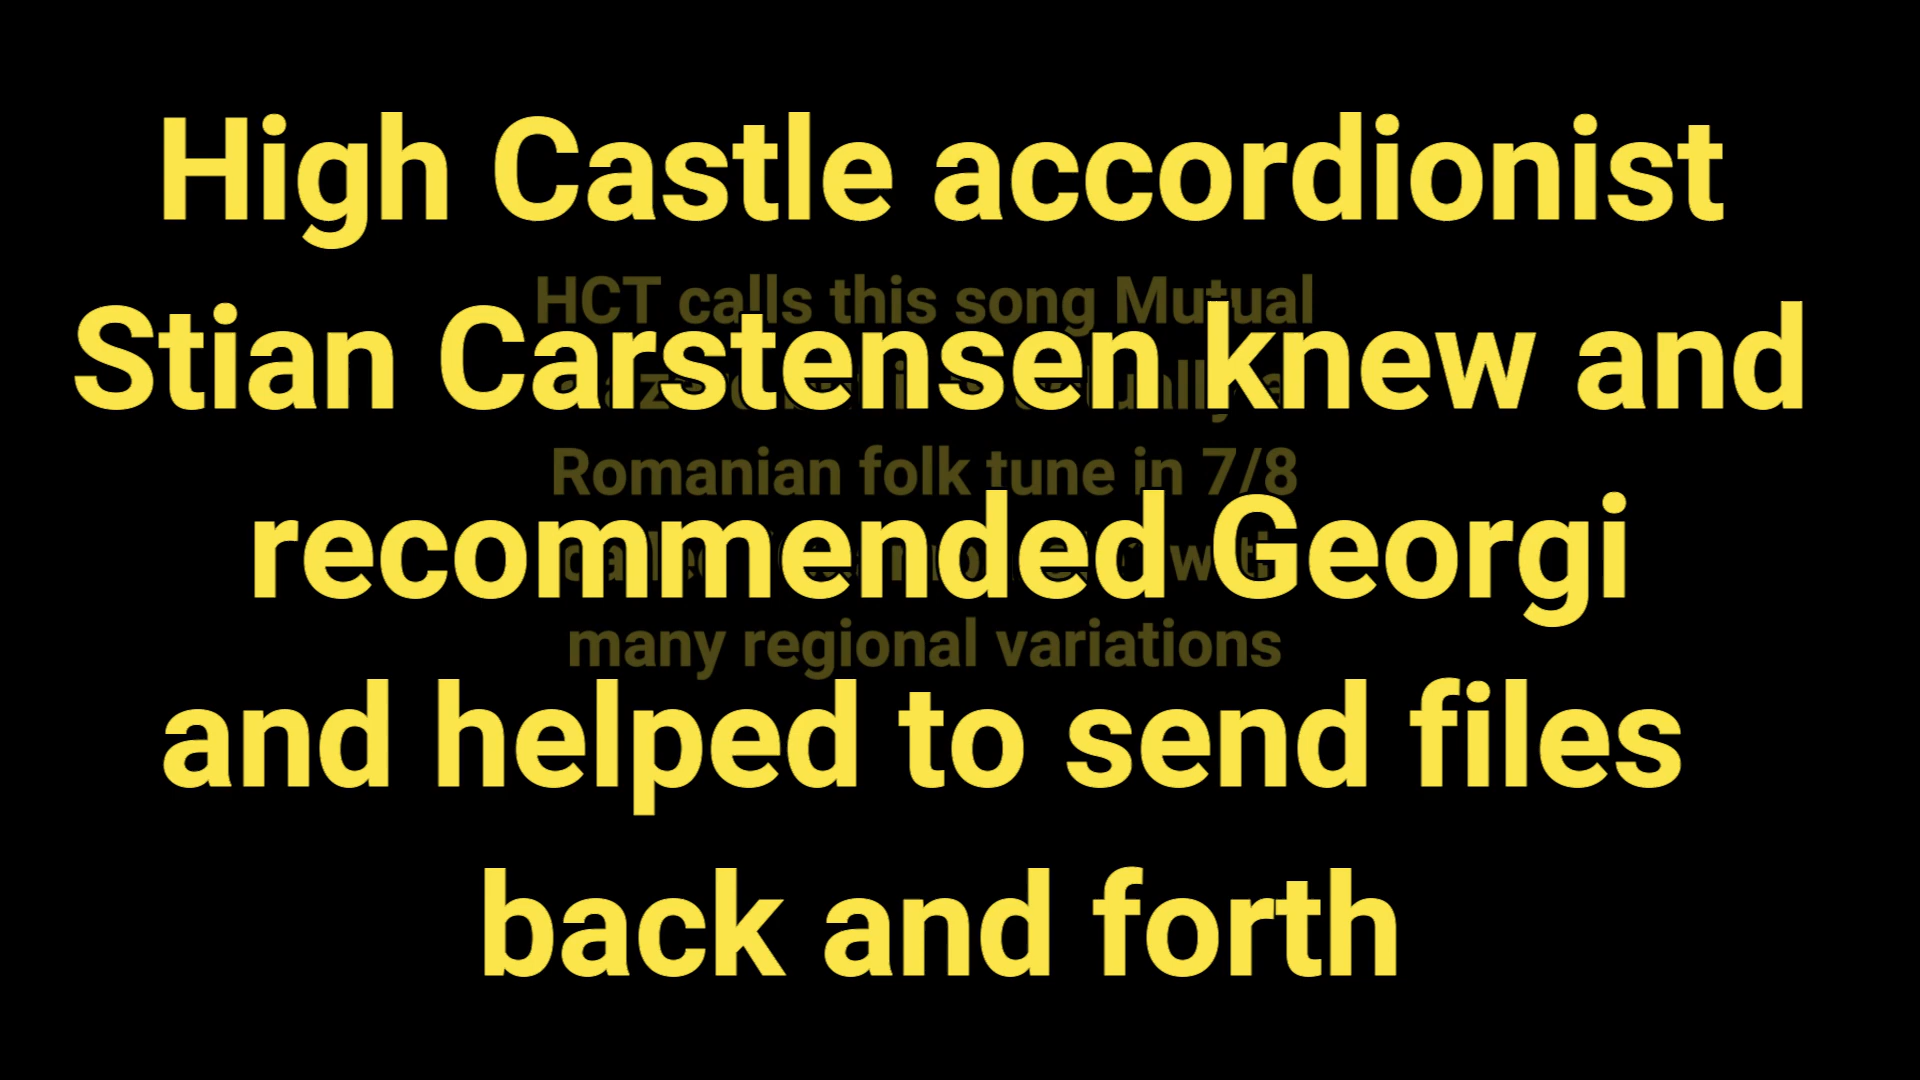 High Castle accordionist
Stian Carstensen knew and
recommended Georgi
and helped to send files
back and forth
HCT calls this song Mutual
Romanian folk tune in 7/8
many regional variations